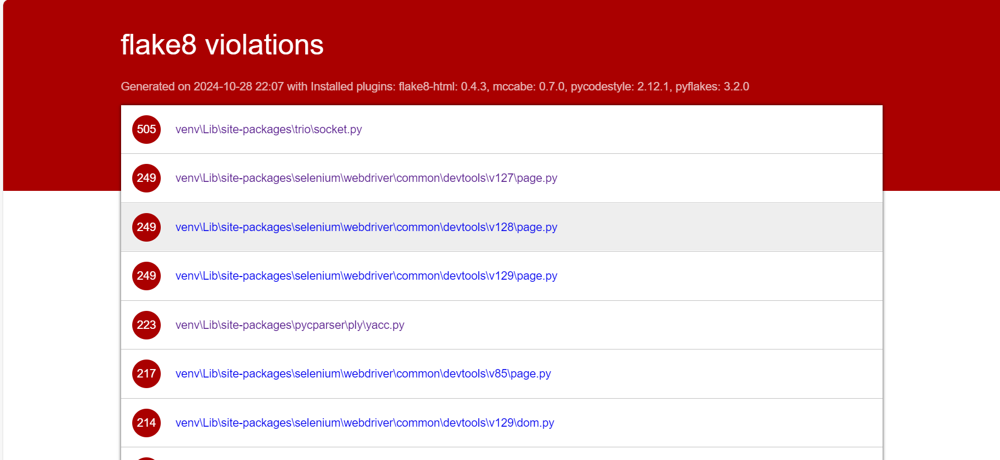 flake8 violations
Generated on 2024-10-28 22:07 with Installed plugins: flake8-html: 0.4.3, mccabe: 0.7.0, pycodestyle: 2.12.1, pyflakes: 3.2.0
505 venv\Lib\site-packages\trio\socket.py
249 venv\Lib\site-packages\selenium\webdriver\common\devtools\v127\page.py
249 venv\Lib\site-packages\selenium\webdriver\common\devtools\v128\page.py
249 venv\Lib\site-packages\selenium\webdriver\common\devtools\v129\page.py
223 venv\Lib\site-packages\pycparser\ply\yacc.py
217 venv\Lib\site-packages\selenium\webdriver\common\devtools\v85\page.py
214 venv\Lib\site-packages\selenium\webdriver\common\devtools\v129\dom.py